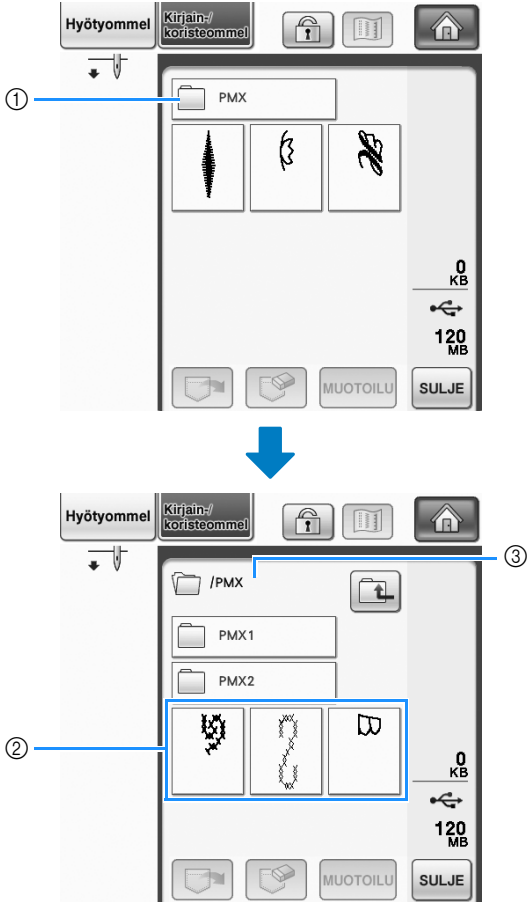 Hyötyommel
Kirjain-/
koristeommel
①
PMX
0
KB
120
MB
MUOTOILU
SULJE
Hyötyommel
Kirjain-/
koristeommel
③
/PMX
PMX1
PMX2
②
0
KB
120
MB
MUOTOILU
SULJE